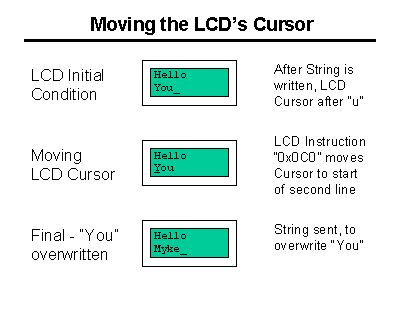 Moving the LCD's Cursor
LCD Initial
Condition
Hello
You_
After String is
written, LCD
Cursor after "u"
Moving
LCD Cursor
Hello
You
LCD Instruction
"0x0C0" moves
Cursor to start
of second line
Final - "You"
overwritten
Hello
Myke_
String sent, to
overwrite "You"